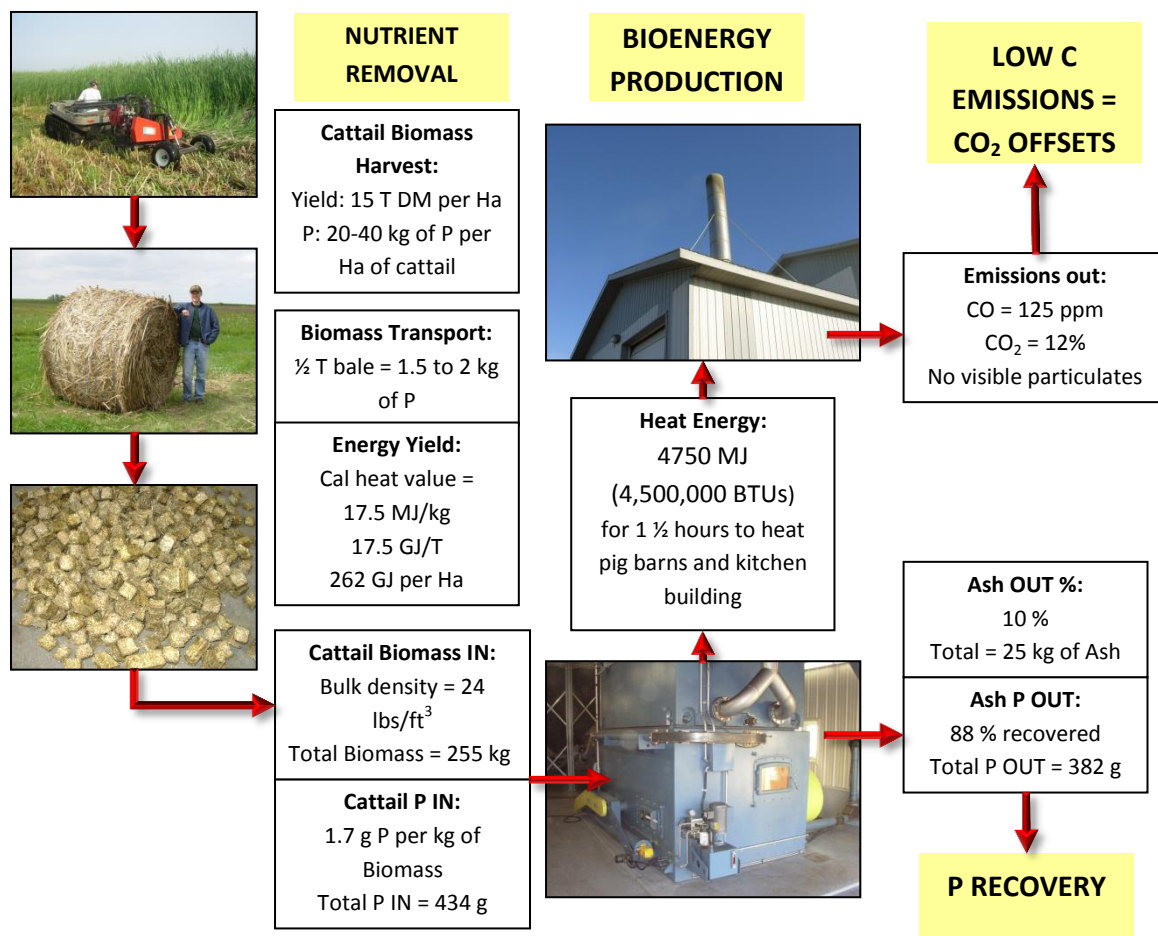 NUTRIENT
REMOVAL
Cattail Biomass
Harvest:
Yield: 15 T DM per Ha
P: 20-40 kg of P per
Ha of cattail
Biomass Transport:
½ T bale = 1.5 to 2 kg
of P
Energy Yield:
Cal heat value =
17.5 MJ/kg
17.5 GJ/T
262 GJ per Ha
Cattail Biomass IN:
Bulk density = 24
lbs/ft³
Total Biomass = 255 kg
Cattail P IN:
1.7 g P per kg of
Biomass
Total P IN = 434 g
BIOENERGY
PRODUCTION
Heat Energy:
4750 MJ
(4,500,000 BTUs)
for 1 ½ hours to heat
pig barns and kitchen
building
LOW C
EMISSIONS =
CO₂ OFFSETS
Emissions out:
CO = 125 ppm
CO₂ = 12%
No visible particulates
Ash OUT %:
10 %
Total = 25 kg of Ash
Ash P OUT:
88 % recovered
Total P OUT = 382 g
P RECOVERY